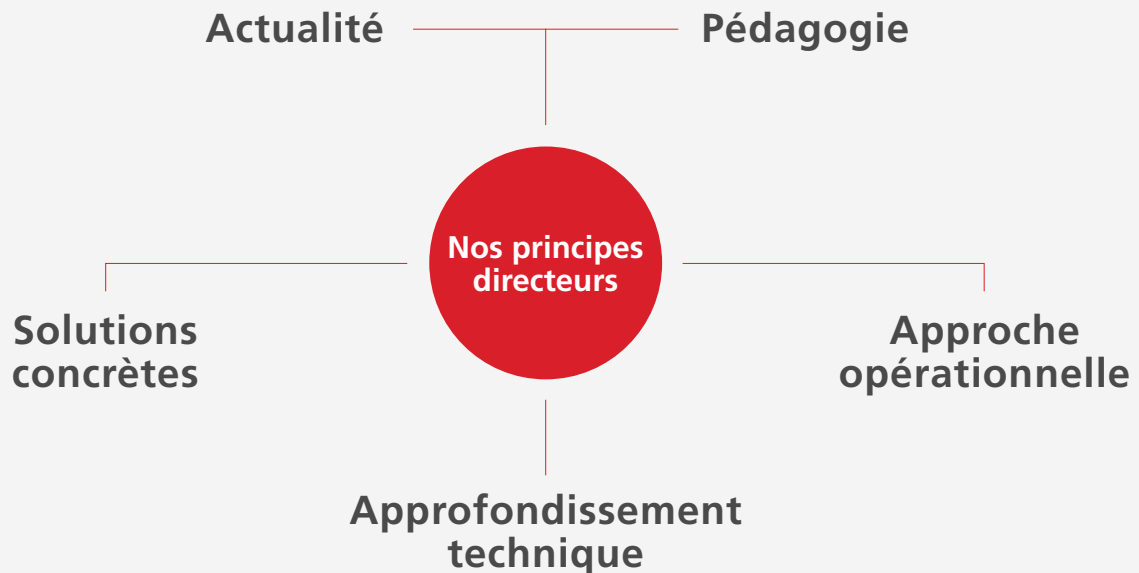 Actualité
Pédagogie
Nos principes
directeurs
Solutions
concrètes
Approche
opérationnelle
Approfondissement
technique